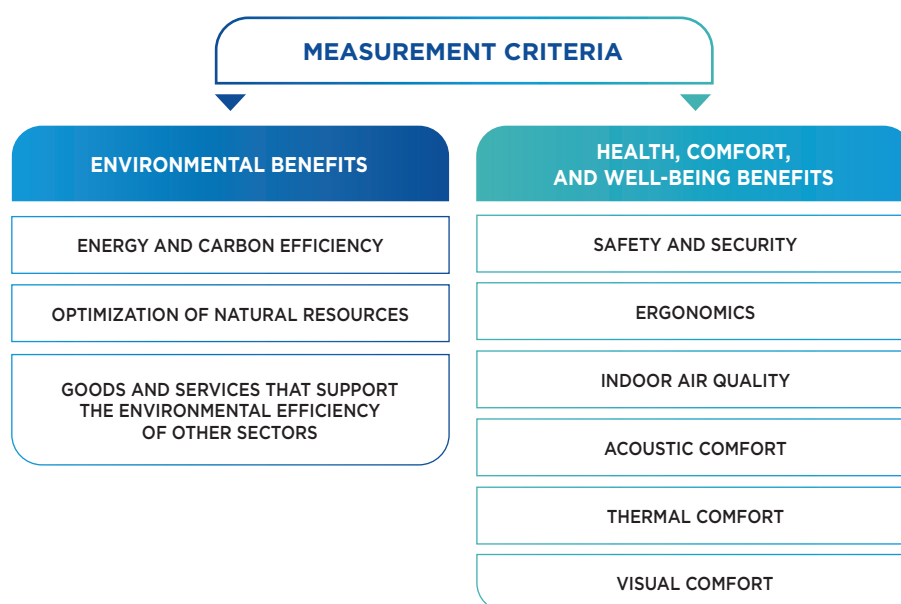 MEASUREMENT CRITERIA
ENVIRONMENTAL BENEFITS
ENERGY AND CARBON EFFICIENCY
OPTIMIZATION OF NATURAL RESOURCES
GOODS AND SERVICES THAT SUPPORT
THE ENVIRONMENTAL EFFICIENCY
OF OTHER SECTORS
HEALTH, COMFORT,
AND WELL-BEING BENEFITS
SAFETY AND SECURITY
ERGONOMICS
INDOOR AIR QUALITY
ACOUSTIC COMFORT
THERMAL COMFORT
VISUAL COMFORT